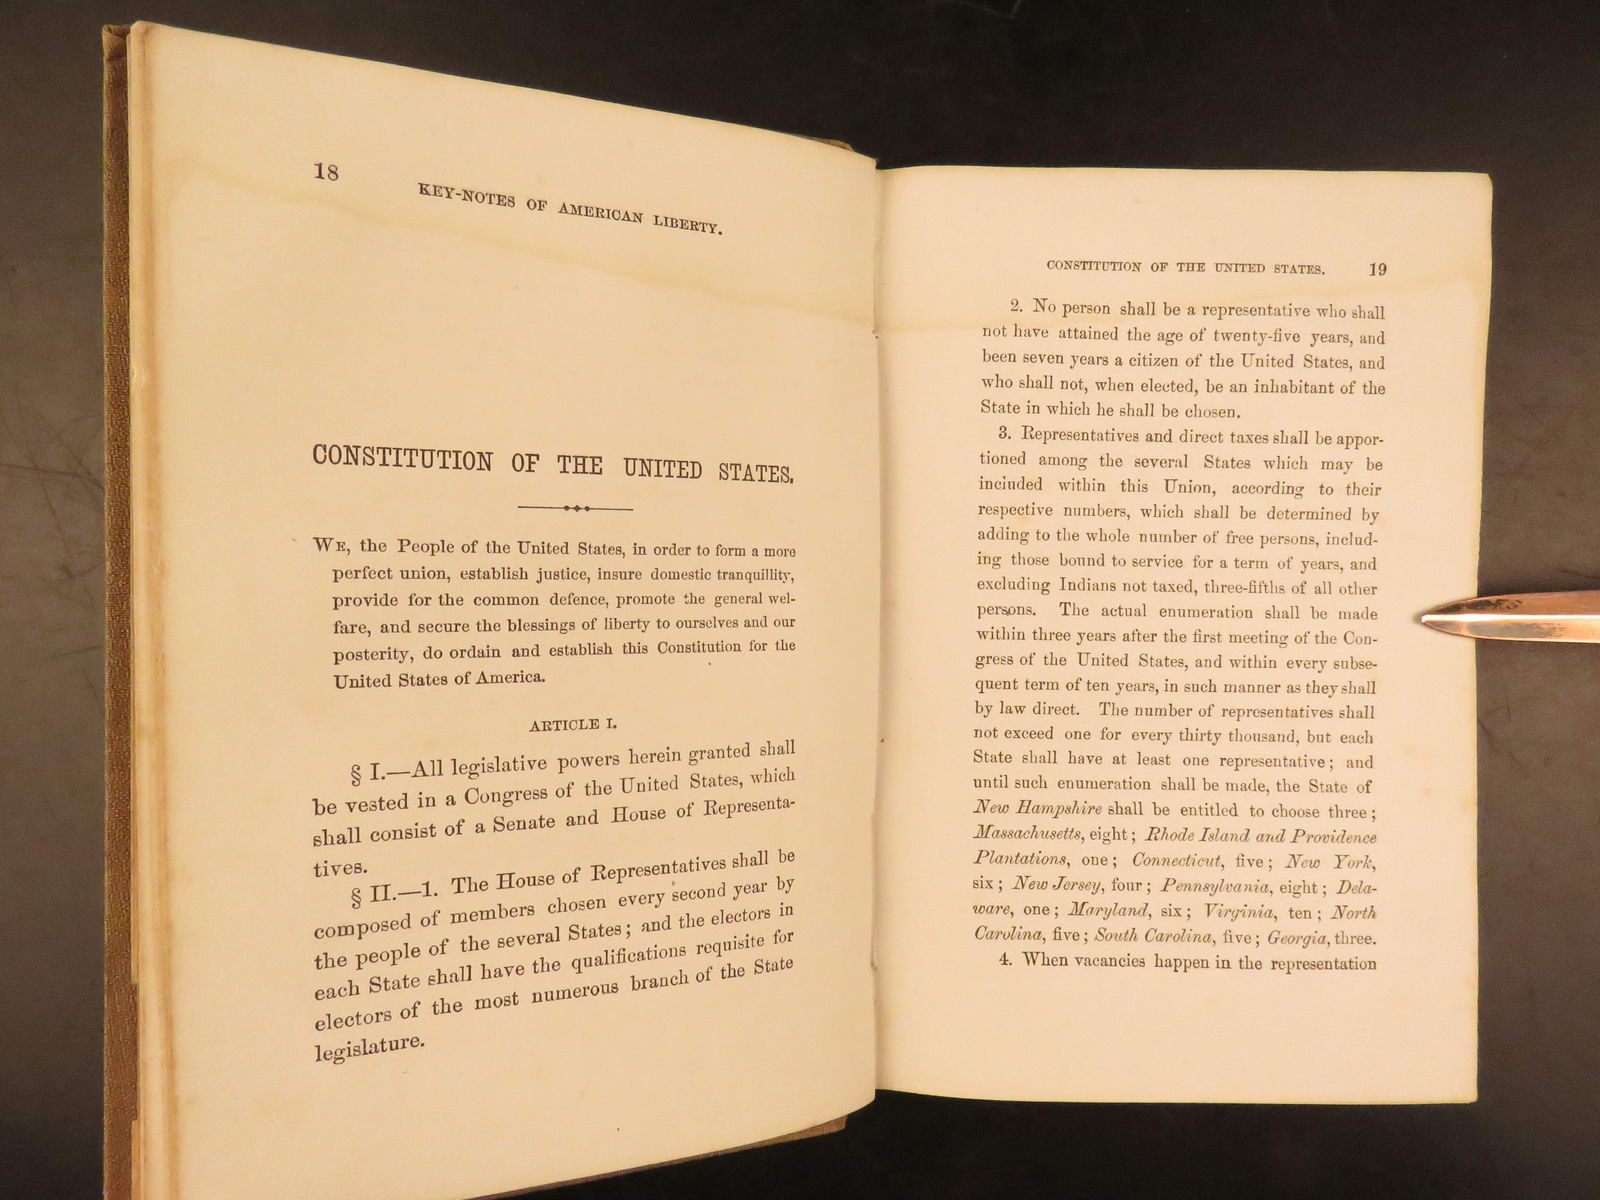 18
KEY-NOTES OF AMERICAN LIBERTY.
CONSTITUTION OF THE UNITED STATES.
WE, the People of the United States, in order to form a more
perfect union, establish justice, insure domestic tranquillity,
provide for the common defence, promote the general wel-
fare, and secure the blessings of liberty to ourselves and our
posterity, do ordain and establish this Constitution for the
United States of America.
ARTICLE I.
§ I.—All legislative powers herein granted shall
be vested in a Congress of the United States, which
shall consist of a Senate and House of Representa-
tives.
§ II.—1. The House of Representatives shall be
composed of members chosen every second year by
the people of the several States; and the electors in
each State shall have the qualifications requisite for
electors of the most numerous branch of the State
legislature.
CONSTITUTION OF THE UNITED STATES. 19
2. No person shall be a representative who shall
not have attained the age of twenty-five years, and
been seven years a citizen of the United States, and
who shall not, when elected, be an inhabitant of the
State in which he shall be chosen.
3. Representatives and direct taxes shall be appor-
tioned among the several States which may be
included within this Union, according to their
respective numbers, which shall be determined by
adding to the whole number of free persons, includ-
ing those bound to service for a term of years, and
excluding Indians not taxed, three-fifths of all other
persons. The actual enumeration shall be made
within three years after the first meeting of the Con-
gress of the United States, and within every subse-
quent term of ten years, in such manner as they shall
by law direct. The number of representatives shall
not exceed one for every thirty thousand, but each
State shall have at least one representative; and
until such enumeration shall be made, the State of
New Hampshire shall be entitled to choose three;
Massachusetts, eight; Rhode Island and Providence
Plantations, one; Connecticut, five; New York,
six; New Jersey, four; Pennsylvania, eight; Dela-
ware, one; Maryland, six; Virginia, ten; North
Carolina, five; South Carolina, five; Georgia, three.
4. When vacancies happen in the representation